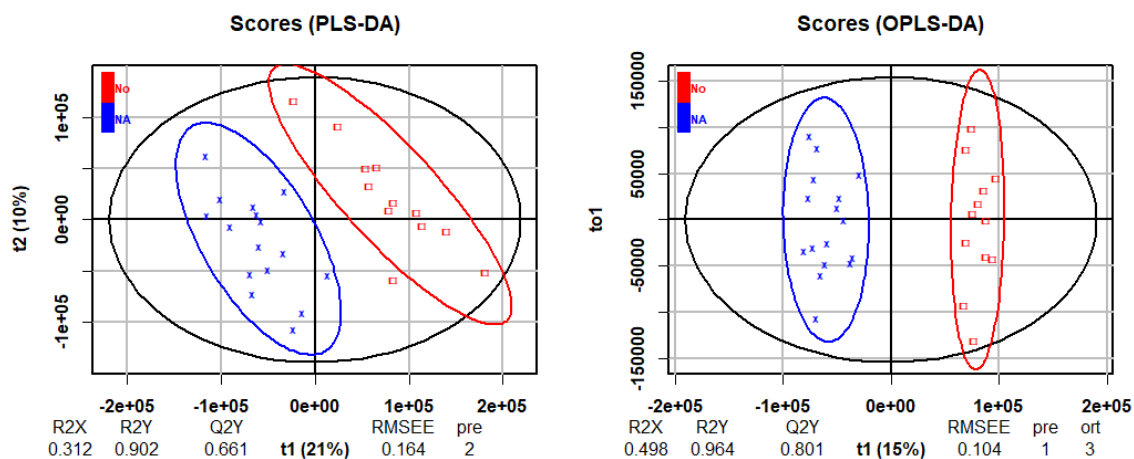 Scores (PLS-DA)
No
NA
t2 (10%)
1e+05
0e+00
-1e+05
-2e+05 -1e+05 0e+00 1e+05 2e+05
R2X R2Y Q2Y RMSEE pre
0.312 0.902 0.661 t1 (21%) 0.164 2
Scores (OPLS-DA)
No
NA
to1
150000
50000
-50000
-150000
-2e+05 -1e+05 0e+00 1e+05 2e+05
R2X R2Y Q2Y RMSEE pre ort
0.498 0.964 0.801 t1 (15%) 0.104 1 3